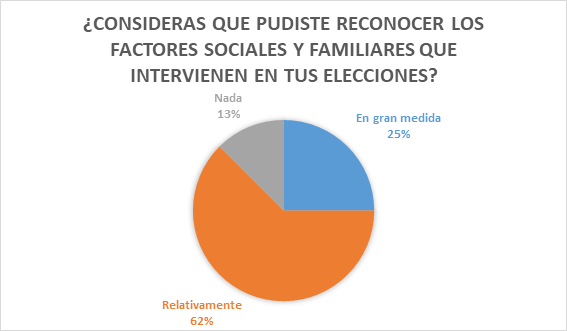 ¿CONSIDERAS QUE PUDISTE RECONOCER LOS
FACTORES SOCIALES Y FAMILIARES QUE
INTERVIENEN EN TUS ELECCIONES?
Nada
13%
En gran medida
25%
Relativamente
62%